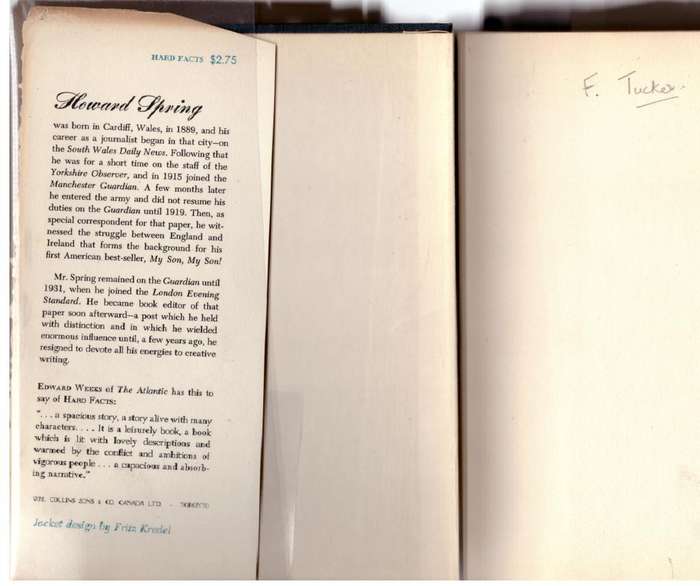 HARD FACTS $2.75
Howard Spring
was born in Cardiff, Wales, in 1889, and his
career as a journalist began in that city—on
the South Wales Daily News. Following that
he was for a short time on the staff of the
Yorkshire Observer, and in 1915 joined the
Manchester Guardian. A few months later
he entered the army and did not resume his
duties on the Guardian until 1919. Then, as
special correspondent for that paper, he wit-
nessed the struggle between England and
Ireland that forms the background for his
first American best-seller, My Son, My Son!
Mr. Spring remained on the Guardian until
1931, when he joined the London Evening
Standard. He became book editor of that
paper soon afterward—a post which he held
with distinction and in which he wielded
enormous influence until, a few years ago, he
resigned to devote all his energies to creative
writing.
EDWARD WEEKS of The Atlantic has this to
say of HARD FACTS:
"... a spacious story, a story alive with many
characters. . . . It is a leisurely book, a book
which is lit with lovely descriptions and
warmed by the conflict and ambitions of
vigorous people . . . a capacious and absorb-
ing narrative."
WM. COLLINS SONS & CO. CANADA LTD. - TORONTO
Jacket design by Fritz Kredel
F. Tucker.